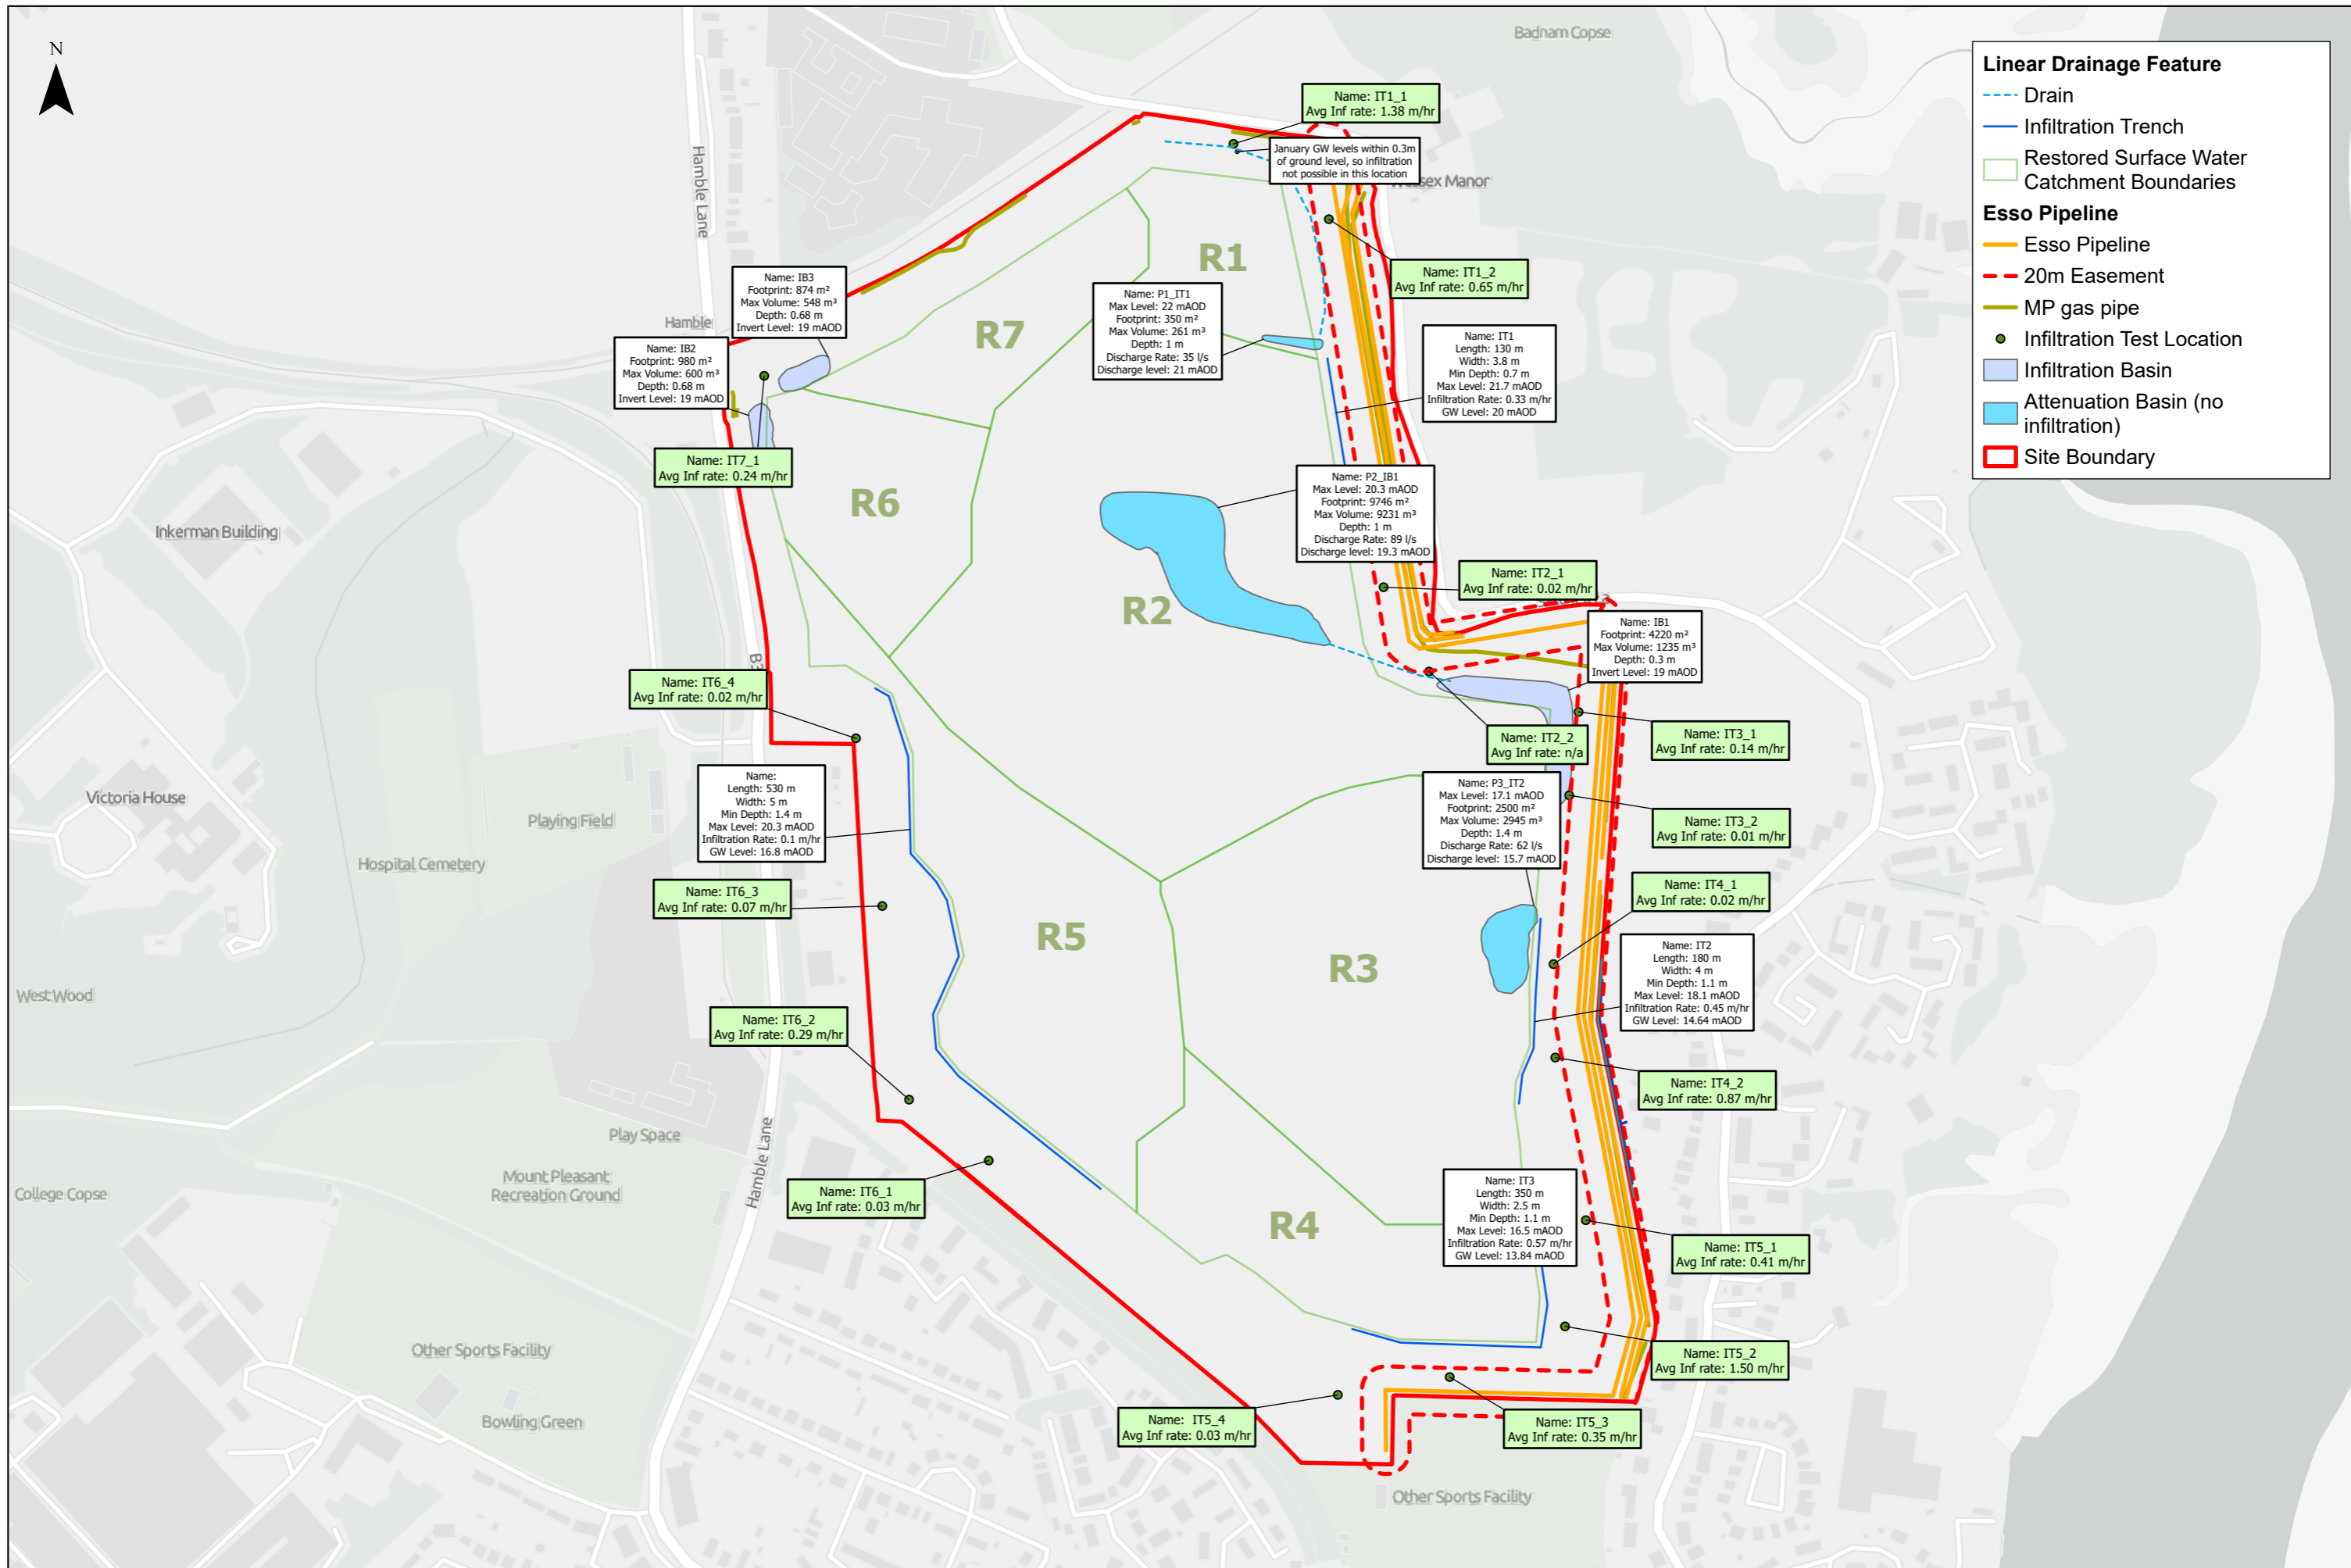 N
Badnam Copse
Linear Drainage Feature
Drain
Infiltration Trench
Restored Surface Water
Catchment Boundaries
Esso Pipeline
Esso Pipeline
20m Easement
MP gas pipe
Infiltration Test Location
Infiltration Basin
Attenuation Basin (no
infiltration)
Site Boundary
Name: IT1_1
Avg Inf rate: 1.38 m/hr
January GW levels within 0.3m
of ground level, so infiltration
not possible in this location
Hamble Lane
R1
Name: IT1_2
Avg Inf rate: 0.65 m/hr
Name: IB3
Footprint: 874 m²
Max Volume: 548 m³
Depth: 0.68 m
Invert Level: 19 mAOD
Name: P1_IT1
Max Level: 22 mAOD
Footprint: 350 m²
Max Volume: 261 m³
Depth: 1 m
Discharge Rate: 35 l/s
Discharge level: 21 mAOD
Hamble
R7
Name: IT1
Length: 130 m
Width: 3.8 m
Min Depth: 0.7 m
Max Level: 21.7 mAOD
Infiltration Rate: 0.33 m/hr
GW Level: 20 mAOD
Name: IB2
Footprint: 980 m²
Max Volume: 600 m³
Depth: 0.68 m
Invert Level: 19 mAOD
Name: IT7_1
Avg Inf rate: 0.24 m/hr
R6
Name: P2_IB1
Max Level: 20.3 mAOD
Footprint: 9746 m²
Max Volume: 9231 m³
Depth: 1 m
Discharge Rate: 89 l/s
Discharge level: 19.3 mAOD
Inkerman Building
R2
Name: IT2_1
Avg Inf rate: 0.02 m/hr
Name: IB1
Footprint: 4220 m²
Max Volume: 1235 m³
Depth: 0.3 m
Invert Level: 19 mAOD
Name: IT6_4
Avg Inf rate: 0.02 m/hr
Name: IT2_2
Avg Inf rate: n/a
Name: IT3_1
Avg Inf rate: 0.14 m/hr
Name:
Length: 530 m
Width: 5 m
Min Depth: 1.4 m
Max Level: 20.3 mAOD
Infiltration Rate: 0.1 m/hr
GW Level: 16.8 mAOD
Name: P3_IT2
Max Level: 17.1 mAOD
Footprint: 2500 m²
Max Volume: 2945 m³
Depth: 1.4 m
Discharge Rate: 62 l/s
Discharge level: 15.7 mAOD
Victoria House
Playing Field
Name: IT3_2
Avg Inf rate: 0.01 m/hr
Hospital Cemetery
Name: IT6_3
Avg Inf rate: 0.07 m/hr
Name: IT4_1
Avg Inf rate: 0.02 m/hr
R5
R3
Name: IT2
Length: 180 m
Width: 4 m
Min Depth: 1.1 m
Max Level: 18.1 mAOD
Infiltration Rate: 0.45 m/hr
GW Level: 14.64 mAOD
West Wood
Name: IT6_2
Avg Inf rate: 0.29 m/hr
Name: IT4_2
Avg Inf rate: 0.87 m/hr
Play Space
Hamble Lane
Mount Pleasant
Recreation Ground
College Copse
Name: IT6_1
Avg Inf rate: 0.03 m/hr
R4
Name: IT3
Length: 350 m
Width: 2.5 m
Min Depth: 1.1 m
Max Level: 16.5 mAOD
Infiltration Rate: 0.57 m/hr
GW Level: 13.84 mAOD
Name: IT5_1
Avg Inf rate: 0.41 m/hr
Other Sports Facility
Name: IT5_2
Avg Inf rate: 1.50 m/hr
Bowling Green
Name: IT5_4
Avg Inf rate: 0.03 m/hr
Name: IT5_3
Avg Inf rate: 0.35 m/hr
Other Sports Facility